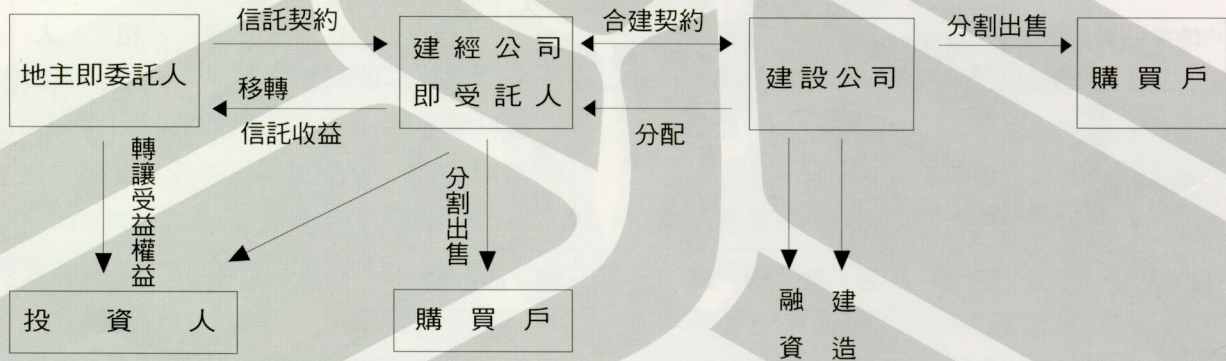 地主即委託人
信託契約
移轉
信託收益
建經公司
即受託人
合建契約
分配
建設公司
分割出售
購買戶
轉讓受益權益
分割出售
投資人
購買戶
融資
建造